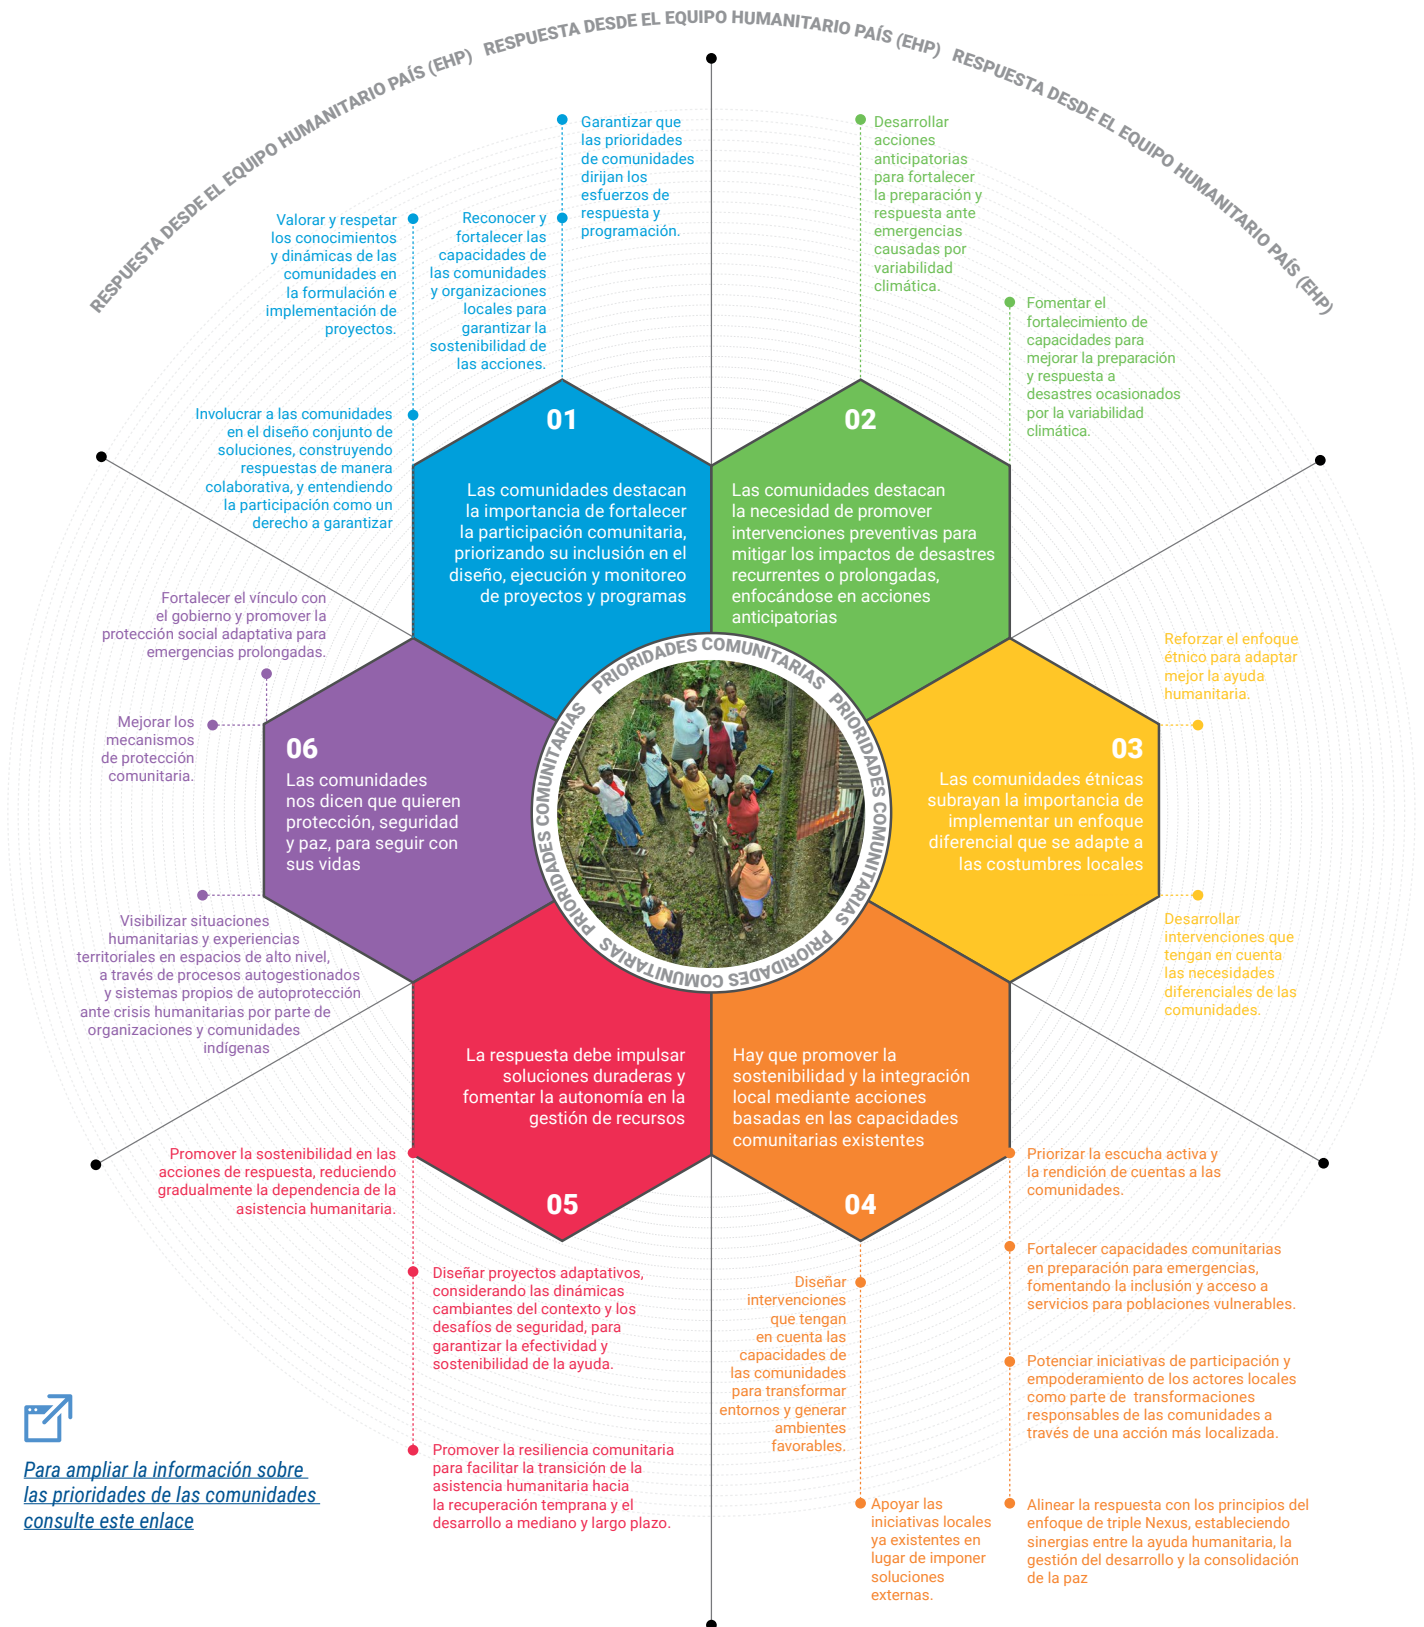 RESPUESTA DESDE EL EQUIPO HUMANITARIO PAÍS (EHP) RESPUESTA DESDE EL EQUIPO HUMANITARIO PAÍS (EHP) RESPUESTA DESDE EL EQUIPO HUMANITARIO PAÍS (EHP)
Garantizar que
las prioridades
de comunidades
dirijan los
esfuerzos de
respuesta y
programación.
Reconocer y
fortalecer las
capacidades de
las comunidades
y organizaciones
locales para
garantizar la
sostenibilidad de
las acciones.
Valorar y respetar
los conocimientos
y dinámicas de las
comunidades en
la formulación e
implementación de
proyectos.
Involucrar a las comunidades
en el diseño conjunto de
soluciones, construyendo
respuestas de manera
colaborativa, y entendiendo
la participación como un
derecho a garantizar
01
Las comunidades destacan
la importancia de fortalecer
la participación comunitaria,
priorizando su inclusión en el
diseño, ejecución y monitoreo
de proyectos y programas
Desarrollar
acciones
anticipatorias
para fortalecer
la preparación y
respuesta ante
emergencias
causadas por
variabilidad
climática.
Fomentar el
fortalecimiento de
capacidades para
mejorar la preparación
y respuesta a
desastres ocasionados
por la variabilidad
climática.
02
Las comunidades destacan
la necesidad de promover
intervenciones preventivas para
mitigar los impactos de desastres
recurrentes o prolongadas,
enfocándose en acciones
anticipatorias
PRIORIDADES COMUNITARIAS PRIORIDADES COMUNITARIAS PRIORIDADES COMUNITARIAS PRIORIDADES COMUNITARIAS
Reforzar el enfoque
étnico para adaptar
mejor la ayuda
humanitaria.
03
Las comunidades étnicas
subrayan la importancia de
implementar un enfoque
diferencial que se adapte a
las costumbres locales
Desarrollar
intervenciones que
tengan en cuenta
las necesidades
diferenciales de las
comunidades.
Fortalecer el vínculo con
el gobierno y promover la
protección social adaptativa para
emergencias prolongadas.
Mejorar los
mecanismos
de protección
comunitaria.
06
Las comunidades
nos dicen que quieren
protección, seguridad
y paz, para seguir con
sus vidas
Visibilizar situaciones
humanitarias y experiencias
territoriales en espacios de alto nivel,
a través de procesos autogestionados
y sistemas propios de autoprotección
ante crisis humanitarias por parte de
organizaciones y comunidades
indígenas
La respuesta debe impulsar
soluciones duraderas y
fomentar la autonomía en la
gestión de recursos
05
Promover la sostenibilidad en las
acciones de respuesta, reduciendo
gradualmente la dependencia de la
asistencia humanitaria.
Diseñar proyectos adaptativos,
considerando las dinámicas
cambiantes del contexto y los
desafíos de seguridad, para
garantizar la efectividad y
sostenibilidad de la ayuda.
Promover la resiliencia comunitaria
para facilitar la transición de la
asistencia humanitaria hacia
la recuperación temprana y el
desarrollo a mediano y largo plazo.
Hay que promover la
sostenibilidad y la integración
local mediante acciones
basadas en las capacidades
comunitarias existentes
04
Priorizar la escucha activa y
la rendición de cuentas a las
comunidades.
Fortalecer capacidades comunitarias
en preparación para emergencias,
fomentando la inclusión y acceso a
servicios para poblaciones vulnerables.
Diseñar
intervenciones
que tengan
en cuenta las
capacidades de
las comunidades
para transformar
entornos y generar
ambientes
favorables.
Potenciar iniciativas de participación y
empoderamiento de los actores locales
como parte de transformaciones
responsables de las comunidades a
través de una acción más localizada.
Apoyar las
iniciativas locales
ya existentes en
lugar de imponer
soluciones
externas.
Alinear la respuesta con los principios del
enfoque de triple Nexus, estableciendo
sinergias entre la ayuda humanitaria, la
gestión del desarrollo y la consolidación
de la paz
Para ampliar la información sobre
las prioridades de las comunidades
consulte este enlace